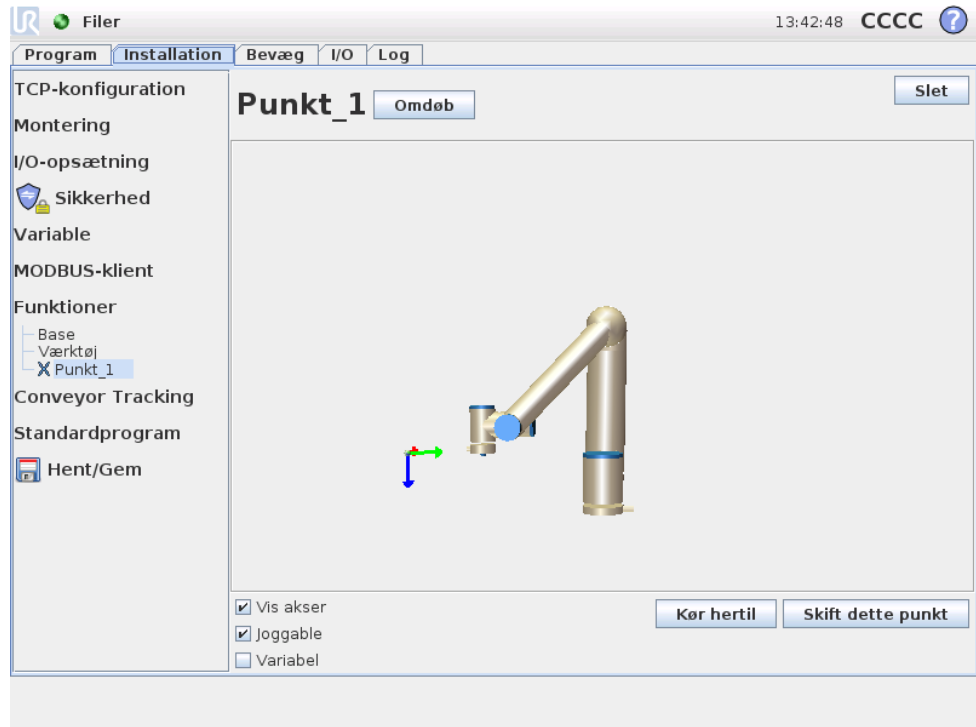 UR Filer 13:42:48 CCCC ?
Program Installation Bevæg I/O Log
TCP-konfiguration
Montering
I/O-opsætning
Sikkerhed
Variable
MODBUS-klient
Funktioner
Base
Værktøj
Punkt_1
Conveyor Tracking
Standardprogram
Hent/Gem
Punkt_1 Omdøb Slet
Vis akser
Joggable
Variabel
Kør hertil Skift dette punkt